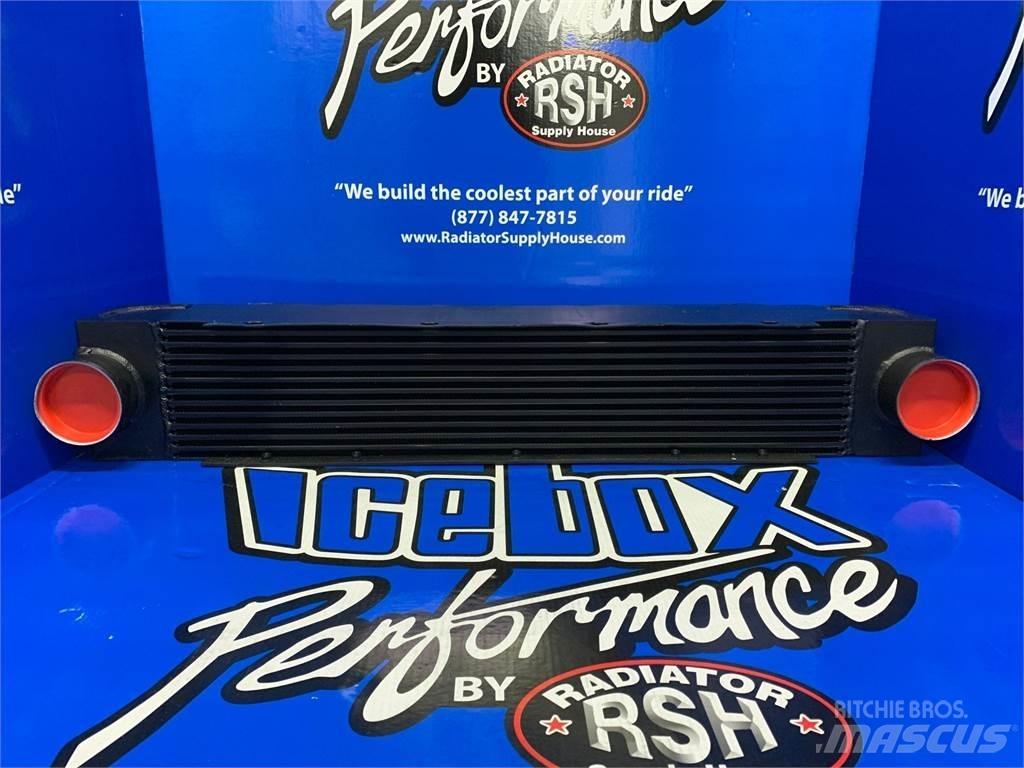 Performance
BY
RADIATOR
RSH
Supply House
"We build the coolest part of your ride"
(877) 847-7815
www.RadiatorSupplyHouse.com
"We b
Icebox
Performance
BY
RADIATOR
RSH
RITCHIE BROS.
MASCUS